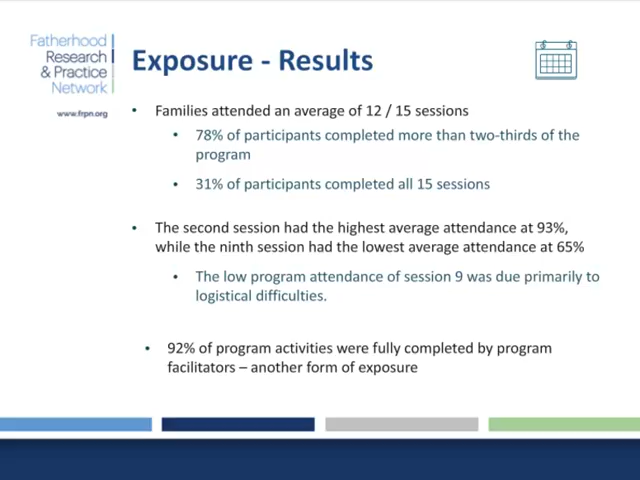 Fatherhood
Research
& Practice
Network
www.frpn.org
Exposure - Results
• Families attended an average of 12 / 15 sessions
• 78% of participants completed more than two-thirds of the
program
• 31% of participants completed all 15 sessions
• The second session had the highest average attendance at 93%,
while the ninth session had the lowest average attendance at 65%
• The low program attendance of session 9 was due primarily to
logistical difficulties.
• 92% of program activities were fully completed by program
facilitators – another form of exposure